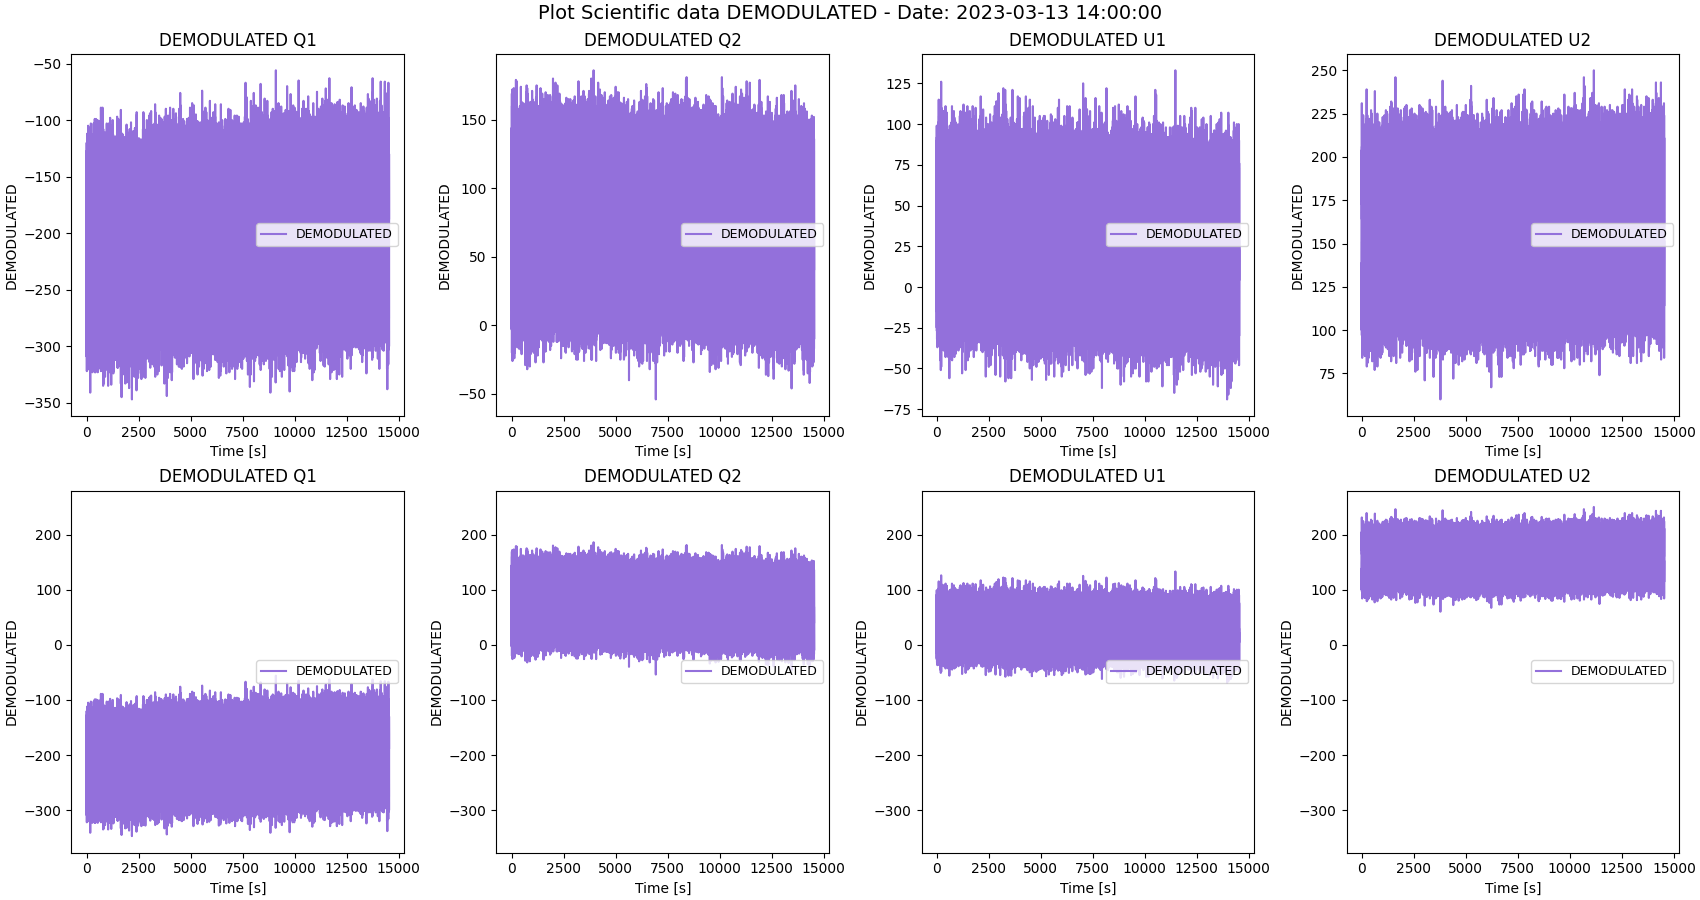 Plot Scientific data DEMODULATED - Date: 2023-03-13 14:00:00
DEMODULATED Q1
DEMODULATED
−50
−100
−150
−200
−250
−300
−350
DEMODULATED
0 2500 5000 7500 10000 12500 15000
Time [s]
DEMODULATED Q2
DEMODULATED
150
100
50
0
−50
DEMODULATED
0 2500 5000 7500 10000 12500 15000
Time [s]
DEMODULATED U1
DEMODULATED
125
100
75
50
25
0
−25
−50
−75
DEMODULATED
0 2500 5000 7500 10000 12500 15000
Time [s]
DEMODULATED U2
DEMODULATED
250
225
200
175
150
125
100
75
DEMODULATED
0 2500 5000 7500 10000 12500 15000
Time [s]
DEMODULATED Q1
DEMODULATED
200
100
0
−100
−200
−300
DEMODULATED
0 2500 5000 7500 10000 12500 15000
Time [s]
DEMODULATED Q2
DEMODULATED
200
100
0
−100
−200
−300
DEMODULATED
0 2500 5000 7500 10000 12500 15000
Time [s]
DEMODULATED U1
DEMODULATED
200
100
0
−100
−200
−300
DEMODULATED
0 2500 5000 7500 10000 12500 15000
Time [s]
DEMODULATED U2
DEMODULATED
200
100
0
−100
−200
−300
DEMODULATED
0 2500 5000 7500 10000 12500 15000
Time [s]